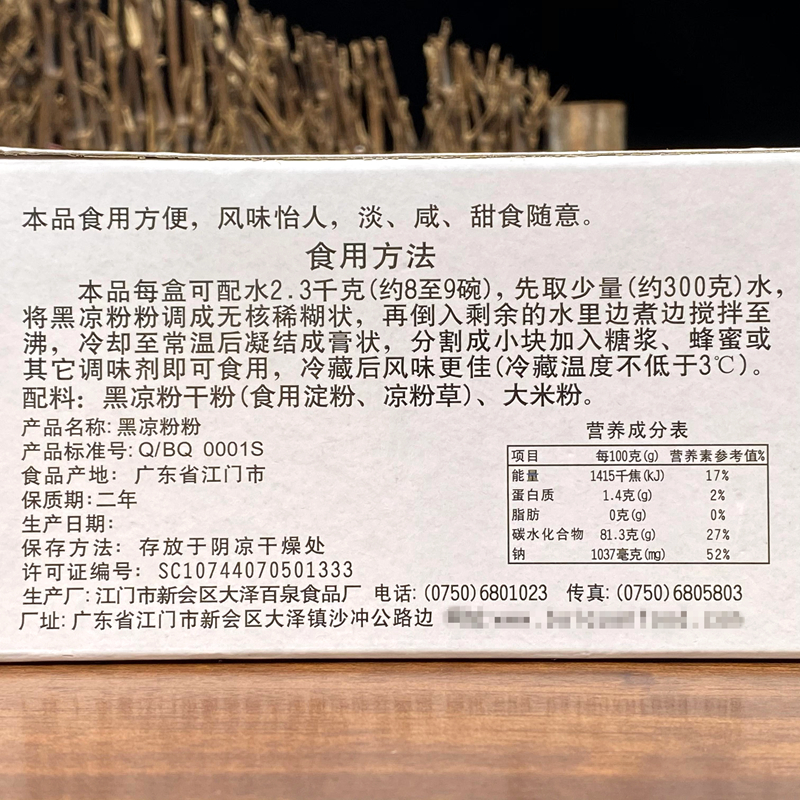 本品食用方便，风味怡人，淡、咸、甜食随意。
食用方法
本品每盒可配水2.3千克(约8至9碗)，先取少量(约300克)水，
将黑凉粉粉调成无核稀糊状，再倒入剩余的水里边煮边搅拌至
沸，冷却至常温后凝结成膏状，分割成小块加入糖浆、蜂蜜或
其它调味剂即可食用，冷藏后风味更佳(冷藏温度不低于3℃)。
配料：黑凉粉干粉(食用淀粉、凉粉草)、大米粉。
产品名称：黑凉粉粉
产品标准号：Q/BQ 0001S
食品产地：广东省江门市
保质期：二年
生产日期：
保存方法：存放于阴凉干燥处
许可证编号：SC10744070501333
营养成分表
项目 每100克(g) 营养素参考值%
能量 1415千焦(kJ) 17%
蛋白质 1.4克(g) 2%
脂肪 0克(g) 0%
碳水化合物 81.3克(g) 27%
钠 1037毫克(mg) 52%
生产厂：江门市新会区大泽百泉食品厂 电话：(0750)6801023 传真：(0750)6805803
厂址：广东省江门市新会区大泽镇沙冲公路边